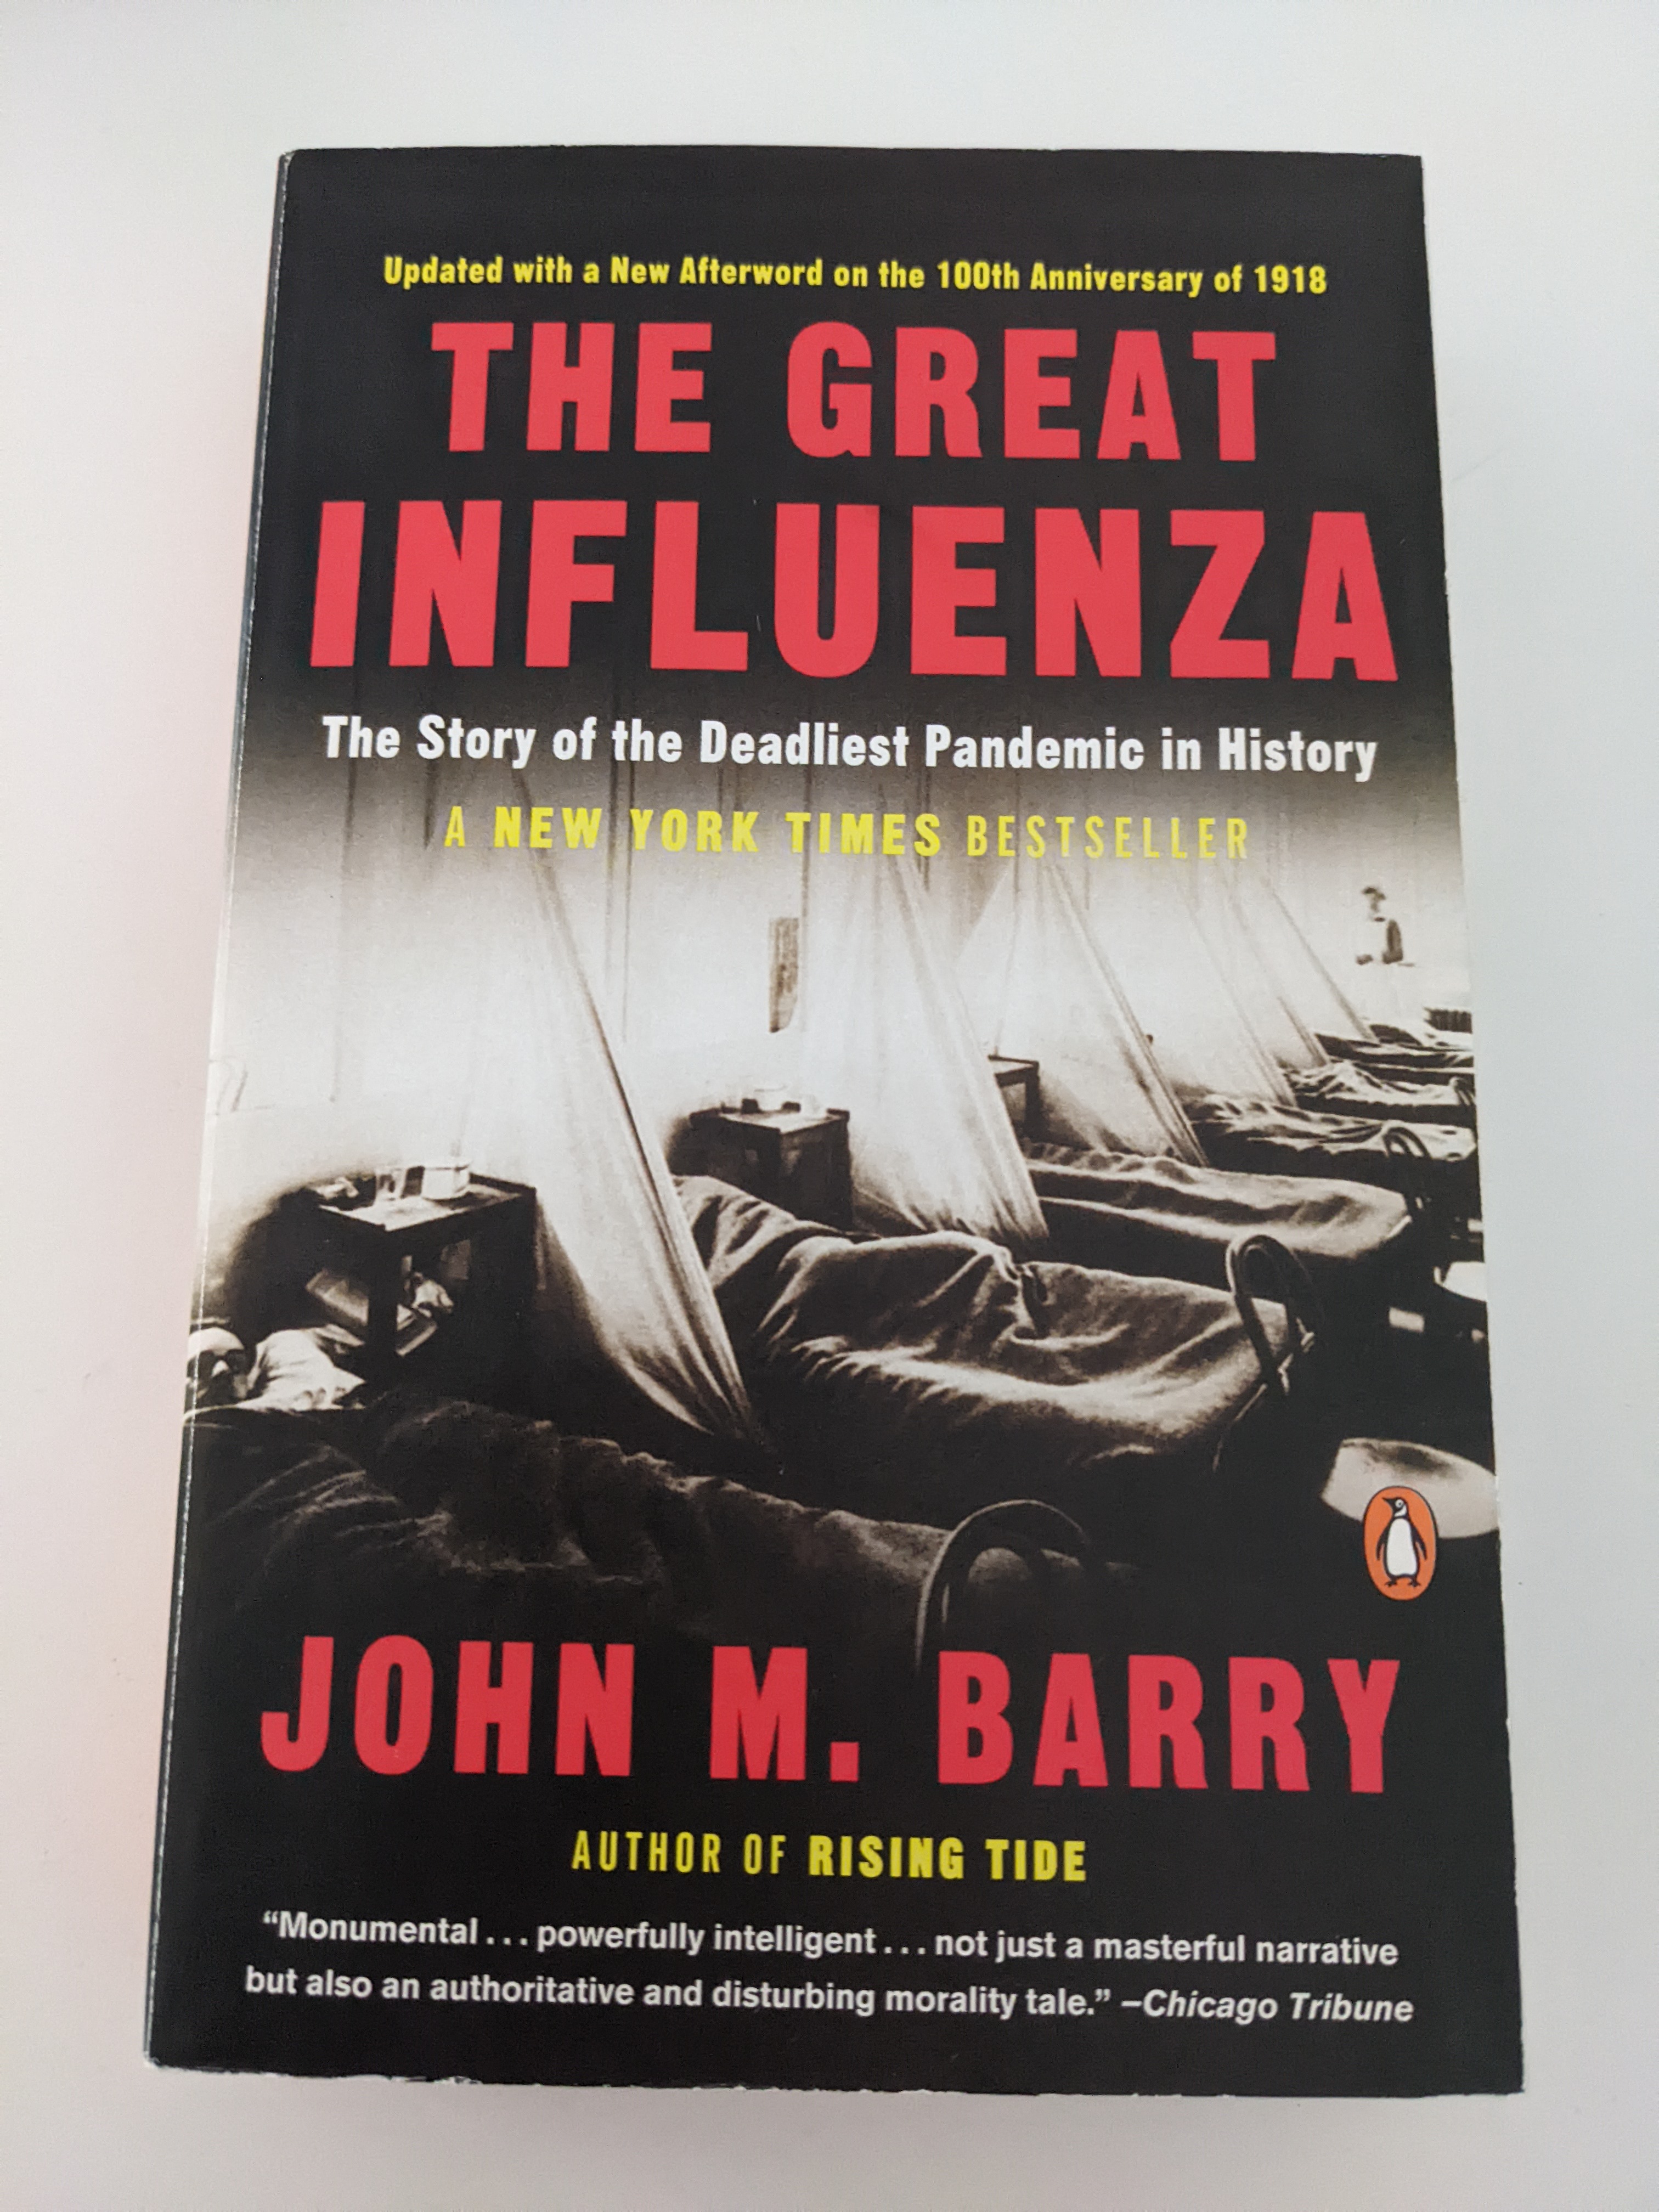 Updated with a New Afterword on the 100th Anniversary of 1918
THE GREAT
INFLUENZA
The Story of the Deadliest Pandemic in History
A NEW YORK TIMES BESTSELLER
JOHN M. BARRY
AUTHOR OF RISING TIDE
“Monumental . . . powerfully intelligent . . . not just a masterful narrative
but also an authoritative and disturbing morality tale.” –Chicago Tribune